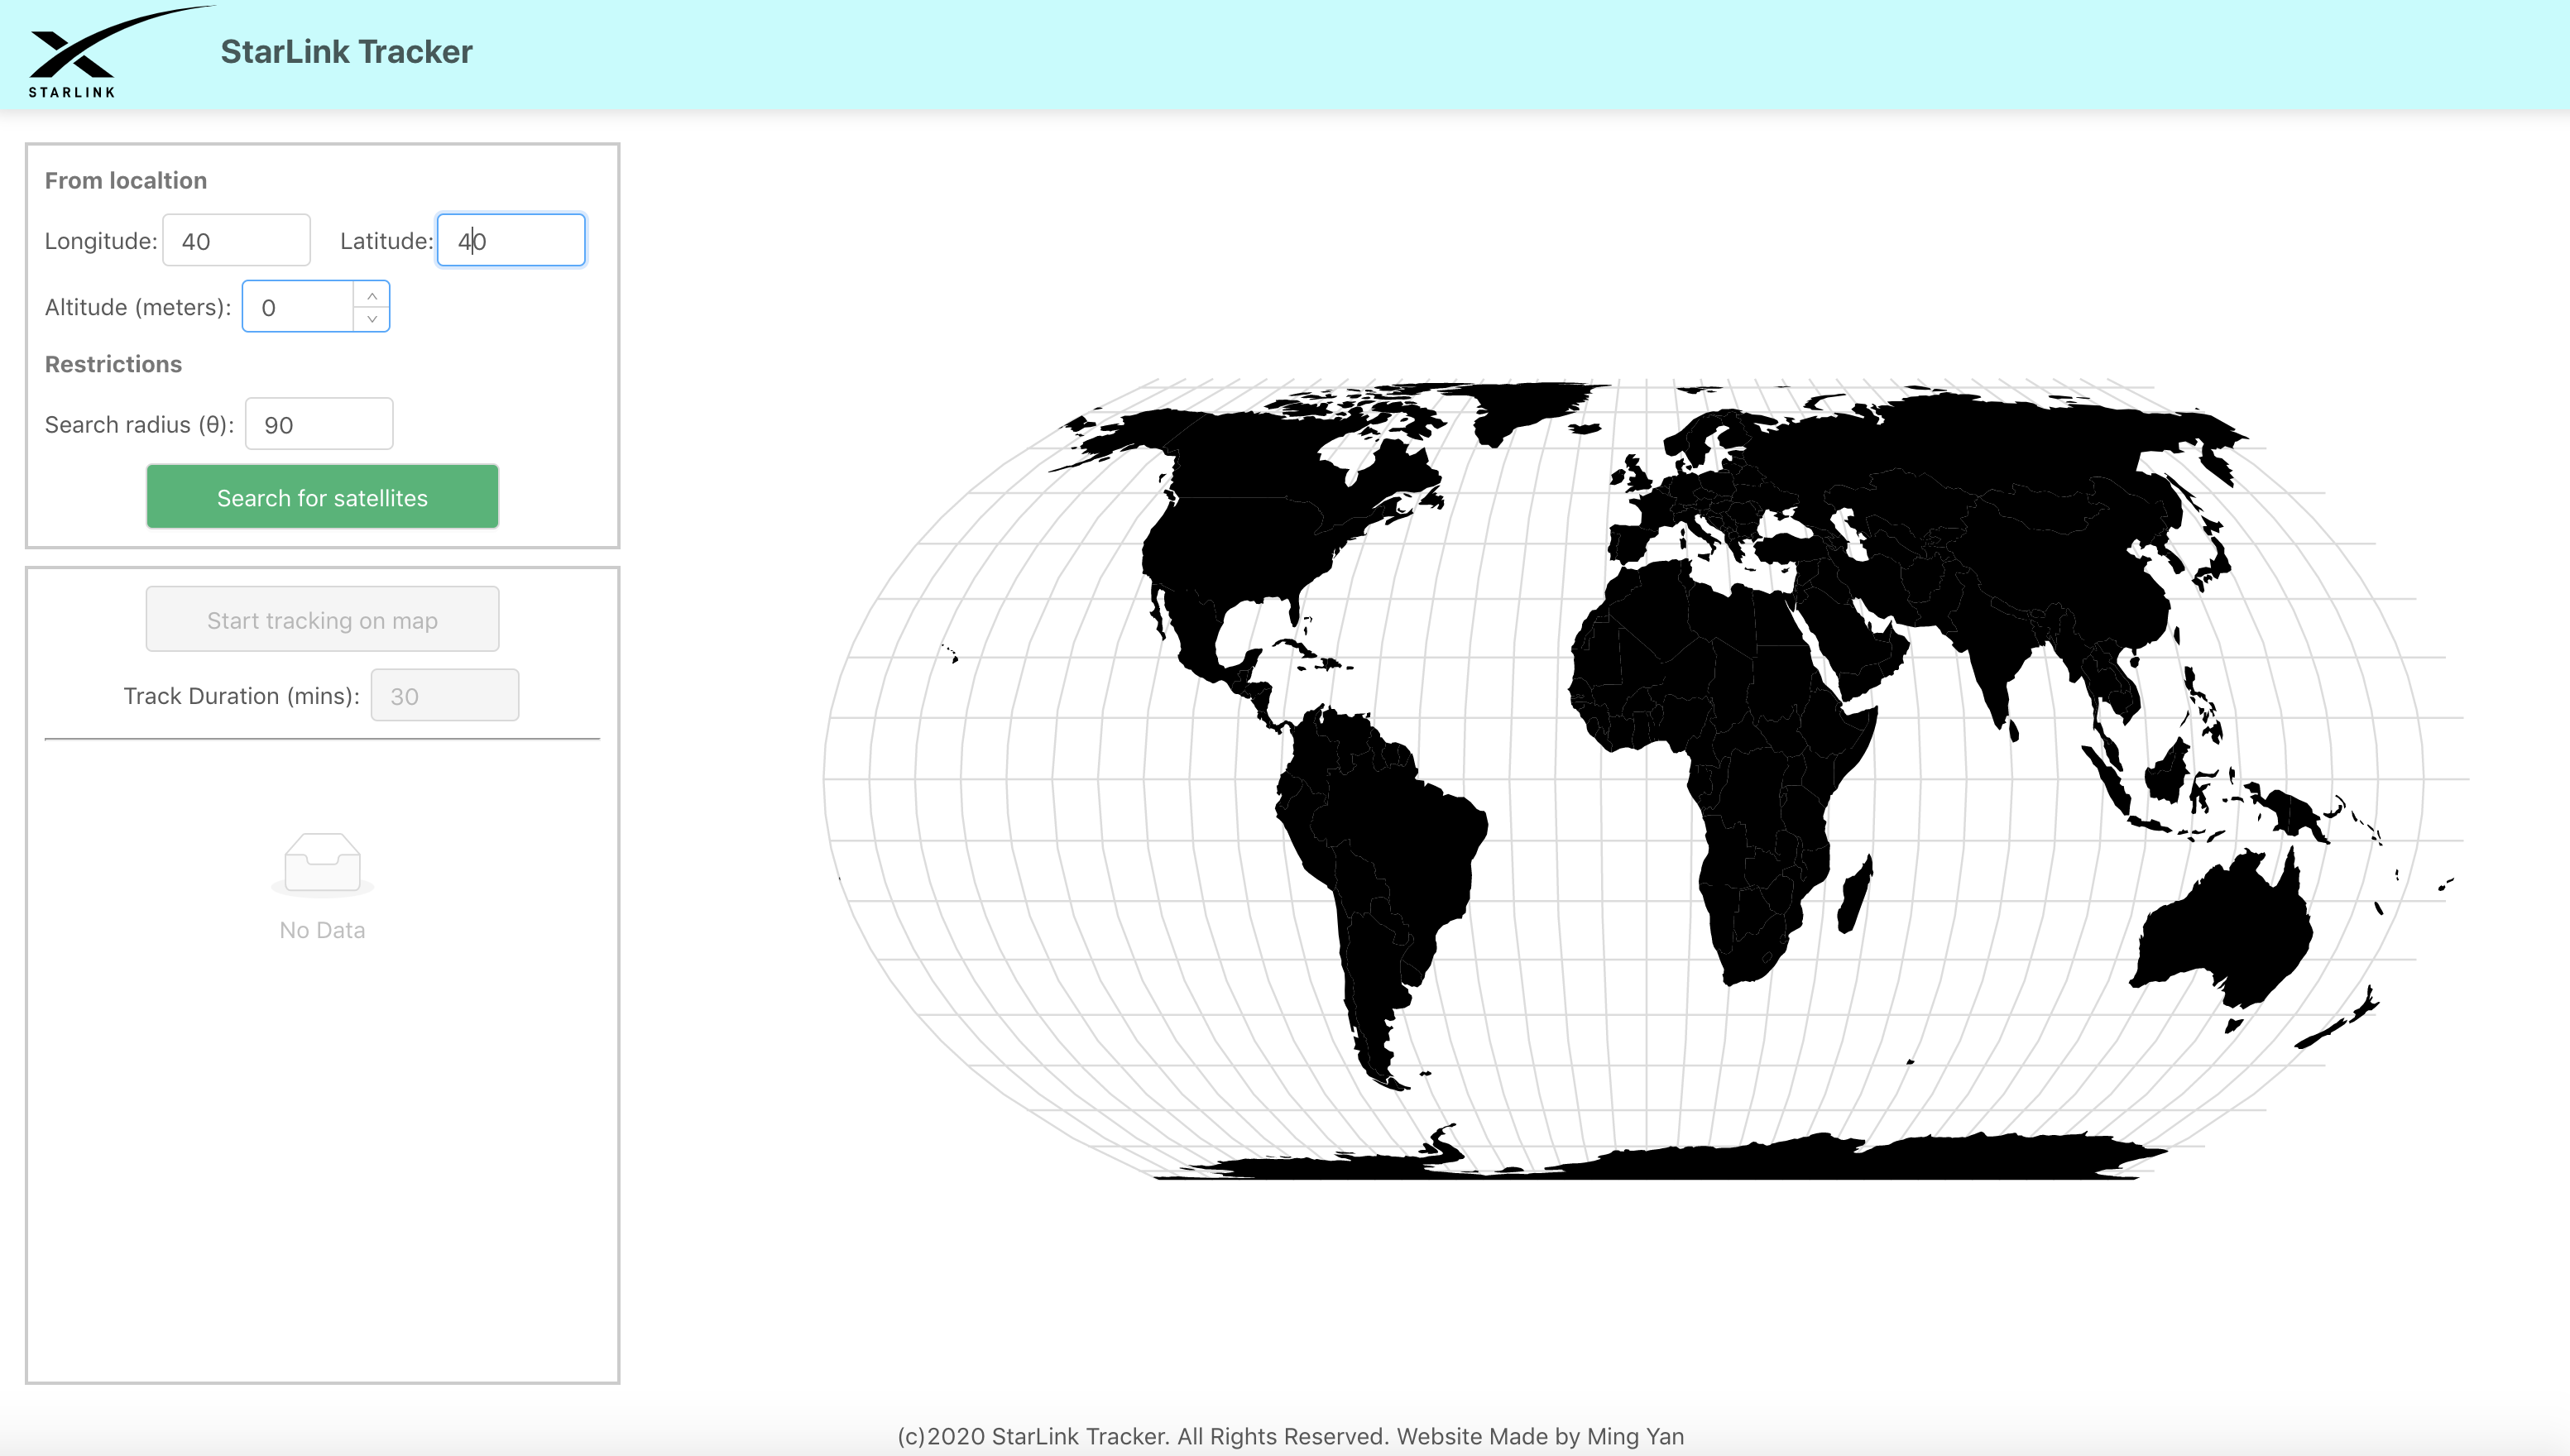 STARLINK
StarLink Tracker
From localtion
Longitude: 40 Latitude: 40
Altitude (meters): 0
Restrictions
Search radius (θ): 90
Search for satellites
Start tracking on map
Track Duration (mins): 30
No Data
(c)2020 StarLink Tracker. All Rights Reserved. Website Made by Ming Yan